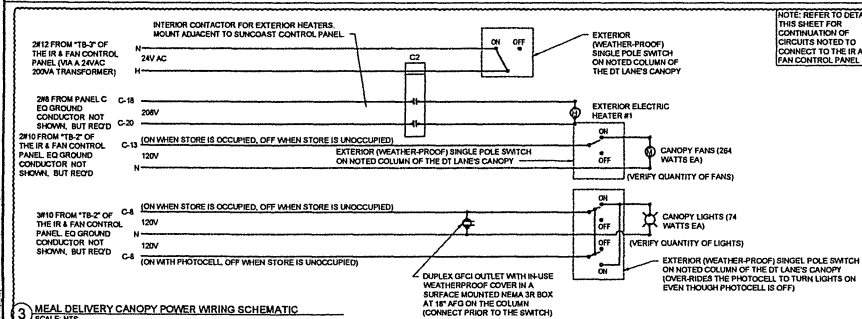 NOTE: REFER TO DETA
THIS SHEET FOR
CONTINUATION OF
CIRCUITS NOTED TO
CONNECT TO THE IR A
FAN CONTROL PANEL
INTERIOR CONTACTOR FOR EXTERIOR HEATERS.
MOUNT ADJACENT TO SUNCOAST CONTROL PANEL
2#12 FROM "TB-3" OF
THE IR & FAN CONTROL
PANEL (VIA A 24VAC
200VA TRANSFORMER)
N
24V AC
H
C2
ON OFF
EXTERIOR
(WEATHER-PROOF)
SINGLE POLE SWITCH
ON NOTED COLUMN OF
THE DT LANE'S CANOPY
2#8 FROM PANEL C
EQ GROUND
CONDUCTOR NOT
SHOWN, BUT REQ'D
C-18
208V
C-20
H
EXTERIOR ELECTRIC
HEATER #1
2#10 FROM "TB-2" OF
THE IR & FAN CONTROL
PANEL. EQ GROUND
CONDUCTOR NOT
SHOWN, BUT REQ'D
C-13
(ON WHEN STORE IS OCCUPIED, OFF WHEN STORE IS UNOCCUPIED)
120V
N
EXTERIOR (WEATHER-PROOF) SINGLE POLE SWITCH
ON NOTED COLUMN OF THE DT LANE'S CANOPY
ON
OFF
M
CANOPY FANS (264
WATTS EA)
(VERIFY QUANTITY OF FANS)
3#10 FROM "TB-2" OF
THE IR & FAN CONTROL
PANEL. EQ GROUND
CONDUCTOR NOT
SHOWN, BUT REQ'D
C-8
(ON WHEN STORE IS OCCUPIED, OFF WHEN STORE IS UNOCCUPIED)
120V
N
120V
C-6
(ON WITH PHOTOCELL, OFF WHEN STORE IS UNOCCUPIED)
ON
OFF
OFF
ON
CANOPY LIGHTS (74
WATTS EA)
(VERIFY QUANTITY OF LIGHTS)
DUPLEX GFCI OUTLET WITH IN-USE
WEATHERPROOF COVER IN A
SURFACE MOUNTED NEMA 3R BOX
AT 18" AFG ON THE COLUMN
(CONNECT PRIOR TO THE SWITCH)
EXTERIOR (WEATHER-PROOF) SINGEL POLE SWITCH
ON NOTED COLUMN OF THE DT LANE'S CANOPY
(OVER-RIDES THE PHOTOCELL TO TURN LIGHTS ON
EVEN THOUGH PHOTOCELL IS OFF)
3 MEAL DELIVERY CANOPY POWER WIRING SCHEMATIC
SCALE: NTS